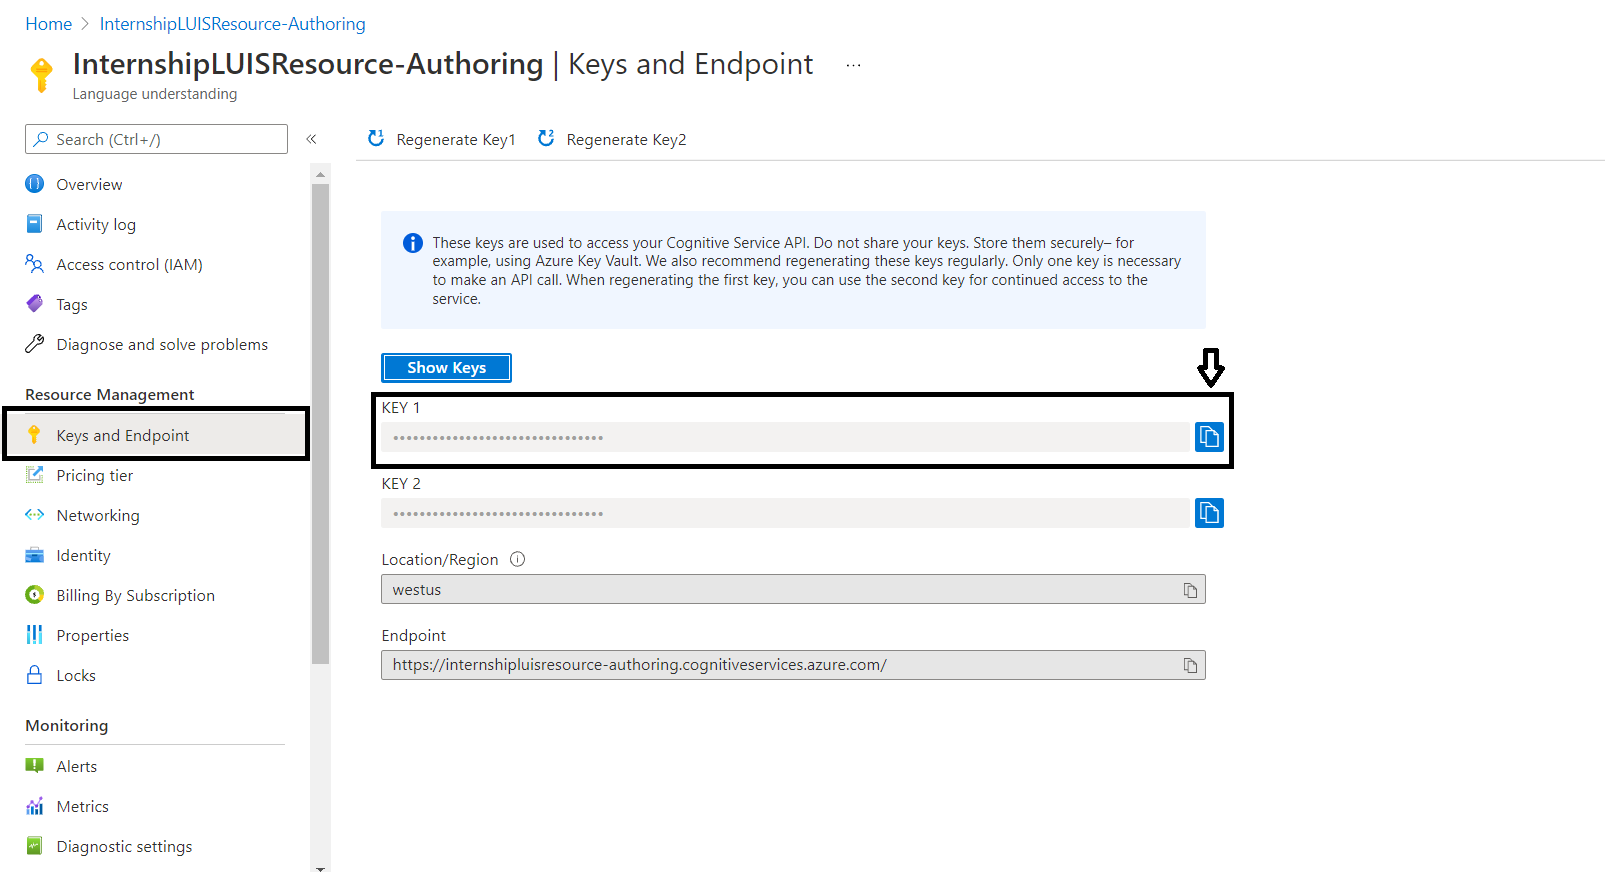 Home > InternshipLUISResource-Authoring
InternshipLUISResource-Authoring | Keys and Endpoint ...
Language understanding
Search (Ctrl+/) «
Regenerate Key1 Regenerate Key2
Overview
Activity log
Access control (IAM)
Tags
Diagnose and solve problems
Resource Management
Keys and Endpoint
Pricing tier
Networking
Identity
Billing By Subscription
Properties
Locks
Monitoring
Alerts
Metrics
Diagnostic settings
These keys are used to access your Cognitive Service API. Do not share your keys. Store them securely– for
example, using Azure Key Vault. We also recommend regenerating these keys regularly. Only one key is necessary
to make an API call. When regenerating the first key, you can use the second key for continued access to the
service.
Show Keys
KEY 1
••••••••••••••••••••••••••••••••
KEY 2
••••••••••••••••••••••••••••••••
Location/Region
westus
Endpoint
https://internshipluisresource-authoring.cognitiveservices.azure.com/